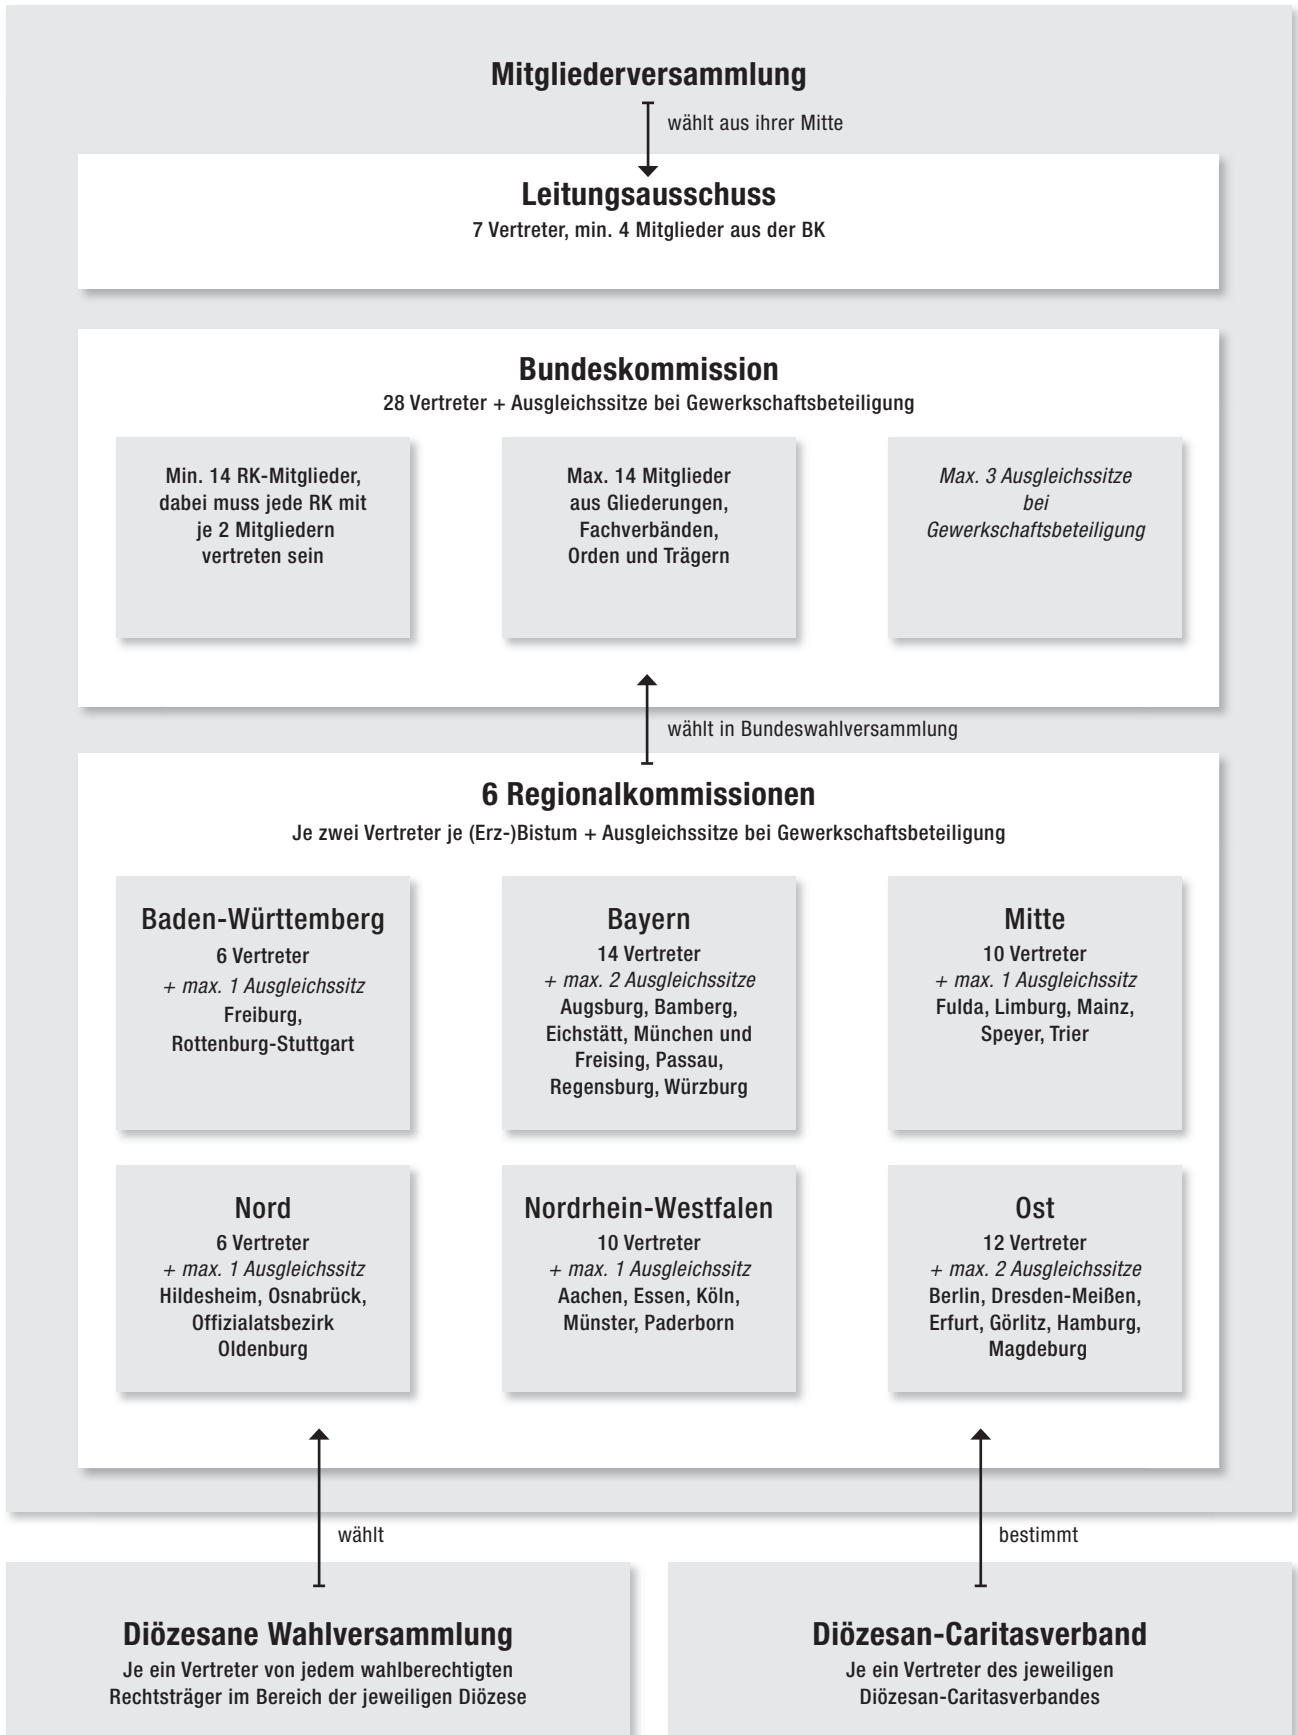 Mitgliederversammlung
wählt aus ihrer Mitte
Leitungsausschuss
7 Vertreter, min. 4 Mitglieder aus der BK
Bundeskommission
28 Vertreter + Ausgleichssitze bei Gewerkschaftsbeteiligung
Min. 14 RK-Mitglieder,
dabei muss jede RK mit
je 2 Mitgliedern
vertreten sein
Max. 14 Mitglieder
aus Gliederungen,
Fachverbänden,
Orden und Trägern
Max. 3 Ausgleichssitze
bei
Gewerkschaftsbeteiligung
wählt in Bundeswahlversammlung
6 Regionalkommissionen
Je zwei Vertreter je (Erz-)Bistum + Ausgleichssitze bei Gewerkschaftsbeteiligung
Baden-Württemberg
6 Vertreter
+ max. 1 Ausgleichssitz
Freiburg,
Rottenburg-Stuttgart
Bayern
14 Vertreter
+ max. 2 Ausgleichssitze
Augsburg, Bamberg,
Eichstätt, München und
Freising, Passau,
Regensburg, Würzburg
Mitte
10 Vertreter
+ max. 1 Ausgleichssitz
Fulda, Limburg, Mainz,
Speyer, Trier
Nord
6 Vertreter
+ max. 1 Ausgleichssitz
Hildesheim, Osnabrück,
Offizialatsbezirk
Oldenburg
Nordrhein-Westfalen
10 Vertreter
+ max. 1 Ausgleichssitz
Aachen, Essen, Köln,
Münster, Paderborn
Ost
12 Vertreter
+ max. 2 Ausgleichssitze
Berlin, Dresden-Meißen,
Erfurt, Görlitz, Hamburg,
Magdeburg
wählt
bestimmt
Diözesane Wahlversammlung
Je ein Vertreter von jedem wahlberechtigten
Rechtsträger im Bereich der jeweiligen Diözese
Diözesan-Caritasverband
Je ein Vertreter des jeweiligen
Diözesan-Caritasverbandes